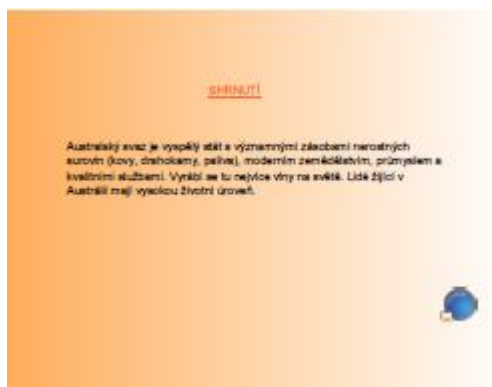 SHRNUTÍ
Australský svaz je vyspělý stát s významnými zásobami nerostných
surovin (kovy, drahokamy, paliva), moderním zemědělstvím, průmyslem a
kvalitními službami. Vyrábí se tu nejvíce vlny na světě. Lidé žijící v
Austrálii mají vysokou životní úroveň.